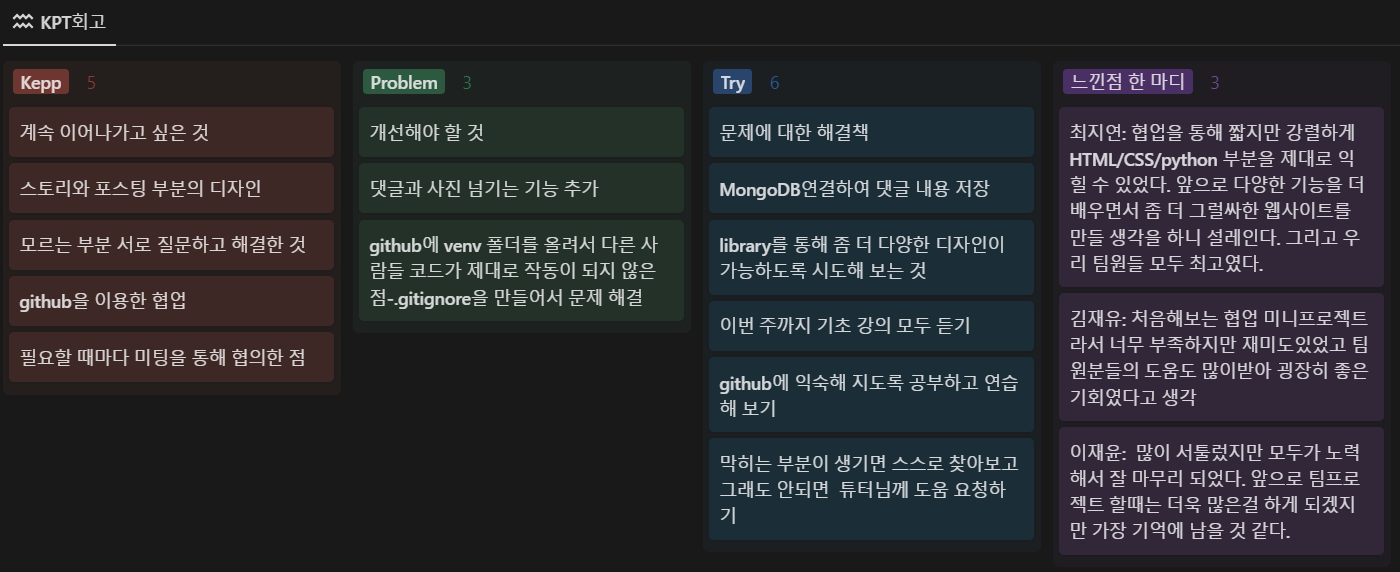 KPT회고
Kepp 5
계속 이어나가고 싶은 것
스토리와 포스팅 부분의 디자인
모르는 부분 서로 질문하고 해결한 것
github을 이용한 협업
필요할 때마다 미팅을 통해 협의한 점
Problem 3
개선해야 할 것
댓글과 사진 넘기는 기능 추가
github에 venv 폴더를 올려서 다른 사
람들 코드가 제대로 작동이 되지 않은
점-.gitignore을 만들어서 문제 해결
Try 6
문제에 대한 해결책
MongoDB연결하여 댓글 내용 저장
library를 통해 좀 더 다양한 디자인이
가능하도록 시도해 보는 것
이번 주까지 기초 강의 모두 듣기
github에 익숙해 지도록 공부하고 연습
해 보기
막히는 부분이 생기면 스스로 찾아보고
그래도 안되면  튜터님께 도움 요청하
기
느낀점 한 마디 3
최지연: 협업을 통해 짧지만 강렬하게
HTML/CSS/python 부분을 제대로 익
힐 수 있었다. 앞으로 다양한 기능을 더
배우면서 좀 더 그럴싸한 웹사이트를
만들 생각을 하니 설레인다. 그리고 우
리 팀원들 모두 최고였다.
김재유: 처음해보는 협업 미니프로젝트
라서 너무 부족하지만 재미도있었고 팀
원분들의 도움도 많이받아 굉장히 좋은
기회였다고 생각
이재윤:  많이 서툴렀지만 모두가 노력
해서 잘 마무리 되었다. 앞으로 팀프로
젝트 할때는 더욱 많은걸 하게 되겠지
만 가장 기억에 남을 것 같다.